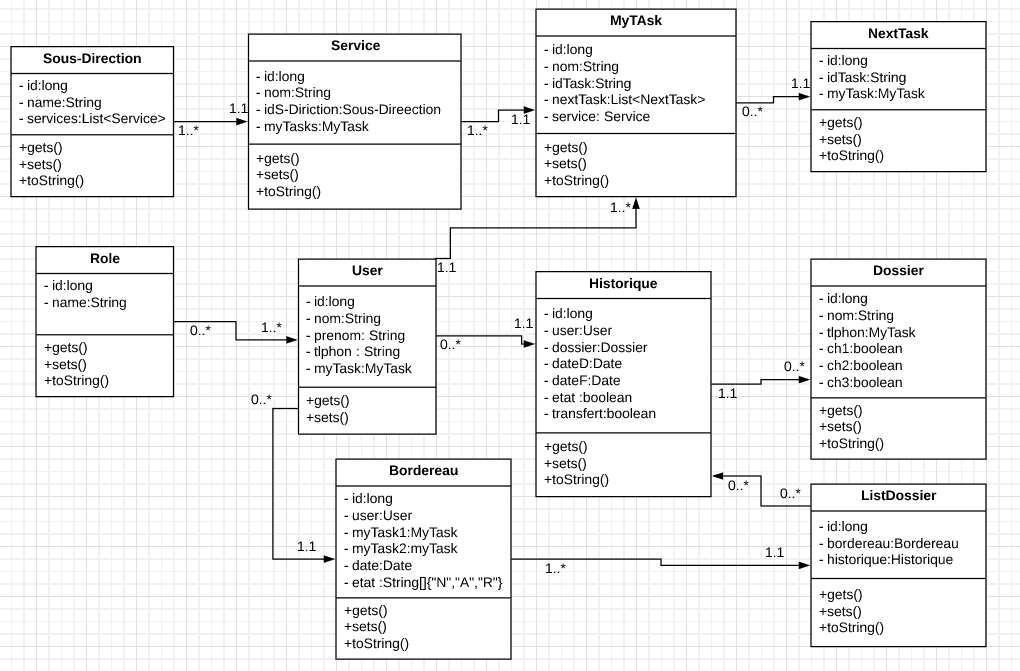 Sous-Direction
- id:long
- name:String
- services:List<Service>
+gets()
+sets()
+toString()
1..*
1.1
Service
- id:long
- nom:String
- idS-Diriction:Sous-Direection
- myTasks:MyTask
+gets()
+sets()
+toString()
1..*
1.1
MyTAsk
- id:long
- nom:String
- idTask:String
- nextTask:List<NextTask>
- service: Service
+gets()
+sets()
+toString()
0..*
1.1
NextTask
- id:long
- idTask:String
- myTask:MyTask
+gets()
+sets()
+toString()
1..*
1.1
Role
- id:long
- name:String
+gets()
+sets()
+toString()
0..*
1..*
User
- id:long
- nom:String
- prenom: String
- tlphon : String
- myTask:MyTask
+gets()
+sets()
0..*
1.1
Historique
- id:long
- user:User
- dossier:Dossier
- dateD:Date
- dateF:Date
- etat :boolean
- transfert:boolean
+gets()
+sets()
+toString()
1.1
0..*
Dossier
- id:long
- nom:String
- tlphon:MyTask
- ch1:boolean
- ch2:boolean
- ch3:boolean
+gets()
+sets()
+toString()
0..*
1.1
Bordereau
- id:long
- user:User
- myTask1:MyTask
- myTask2:myTask
- date:Date
- etat :String[]{"N","A","R"}
+gets()
+sets()
+toString()
1..*
1.1
0..*
0..*
ListDossier
- id:long
- bordereau:Bordereau
- historique:Historique
+gets()
+sets()
+toString()